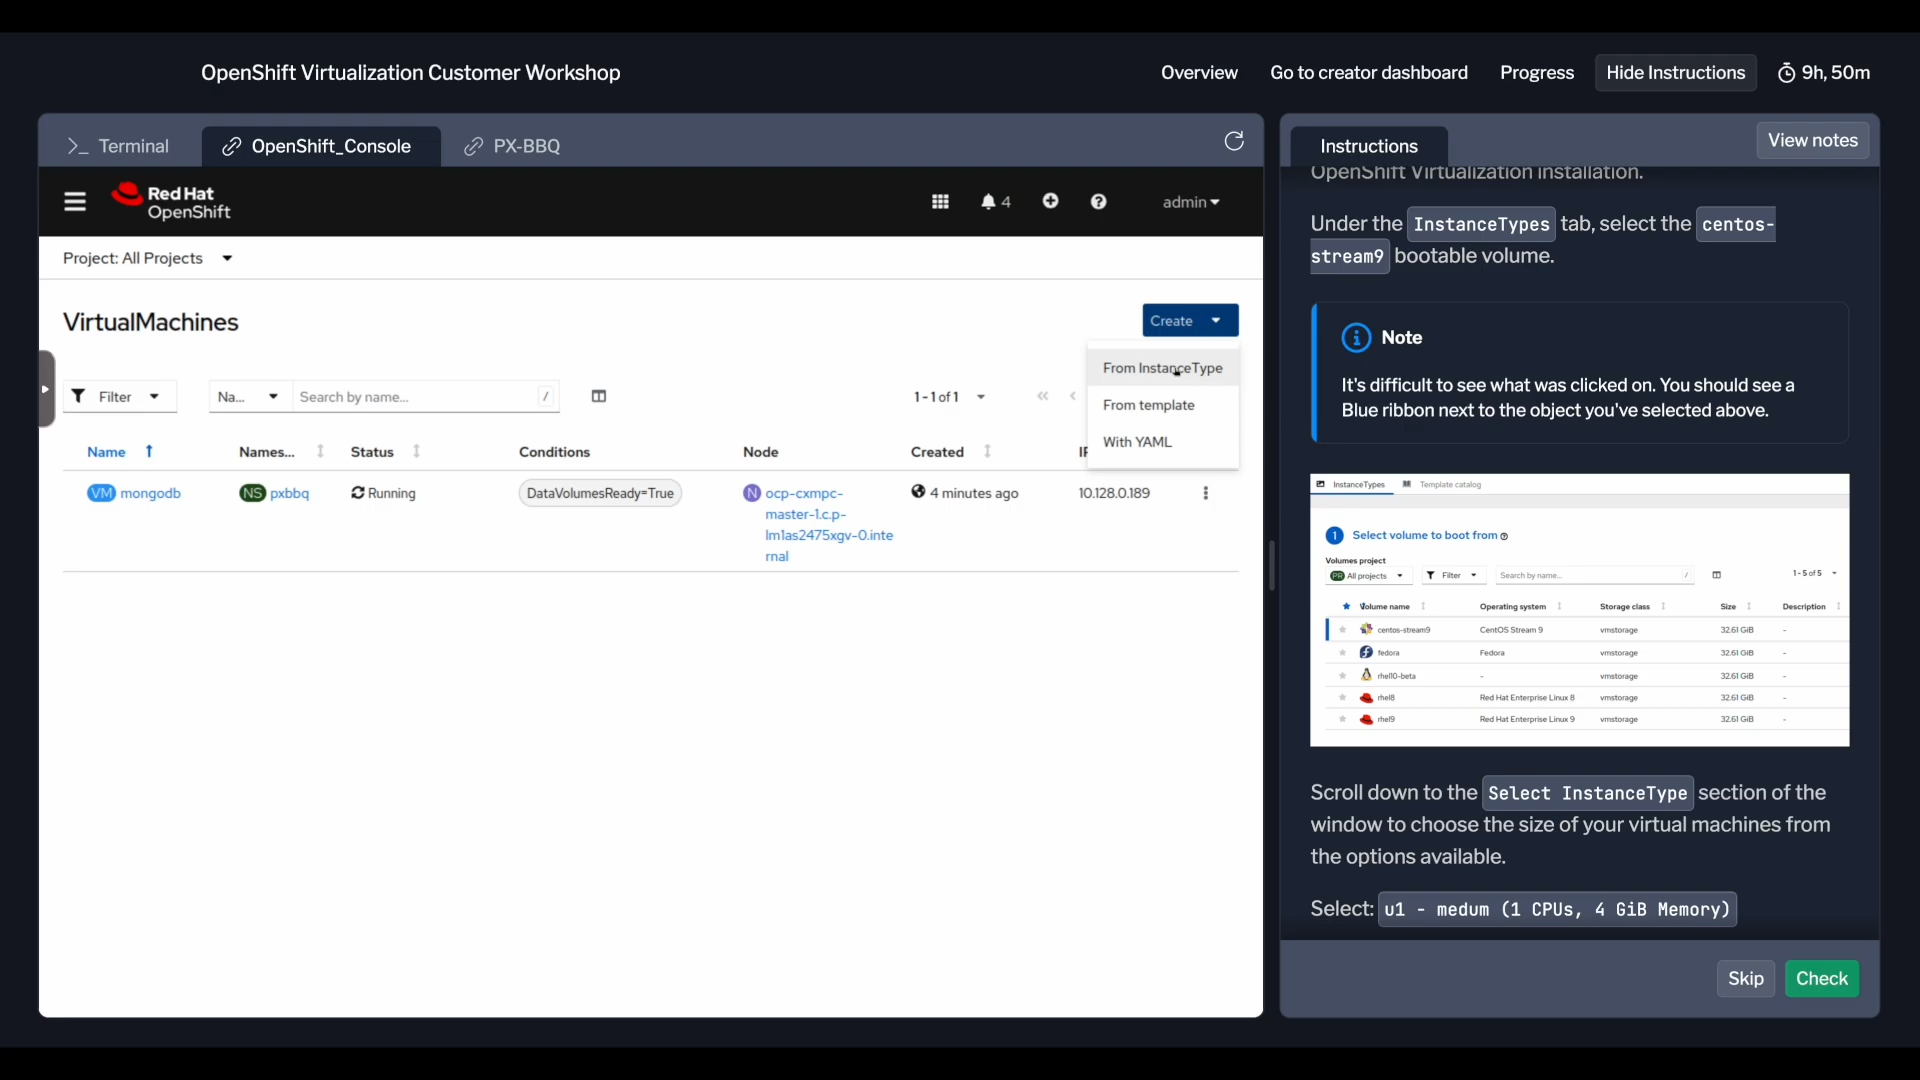 OpenShift Virtualization Customer Workshop
Overview
Go to creator dashboard
Progress
Hide Instructions
9h, 50m
>_ Terminal
OpenShift_Console
PX-BBQ
Red Hat
OpenShift
4
admin
Project: All Projects
VirtualMachines
Create
From InstanceType
From template
With YAML
Filter
Na...
Search by name...
/
1 - 1 of 1
Name
Names...
Status
Conditions
Node
Created
VM mongodb
NS pxbbq
Running
DataVolumesReady=True
N ocp-cxmpc-
master-1.c.p-
lm1as2475xgv-0.inte
rnal
4 minutes ago
10.128.0.189
Instructions
View notes
OpenShift Virtualization installation.
Under the InstanceTypes tab, select the centos-
stream9 bootable volume.
Note
It's difficult to see what was clicked on. You should see a
Blue ribbon next to the object you've selected above.
InstanceTypes
Template catalog
1 Select volume to boot from
Volumes project
PR All projects
Filter
Search by name...
/
1 - 5 of 5
Volume name
Operating system
Storage class
Size
Description
centos-stream9 CentOS Stream 9 vmstorage 32.61 GiB -
fedora Fedora vmstorage 32.61 GiB -
rhel10-beta - vmstorage 32.61 GiB -
rhel8 Red Hat Enterprise Linux 8 vmstorage 32.61 GiB -
rhel9 Red Hat Enterprise Linux 9 vmstorage 32.61 GiB -
Scroll down to the Select InstanceType section of the
window to choose the size of your virtual machines from
the options available.
Select: u1 - medum (1 CPUs, 4 GiB Memory)
Skip
Check